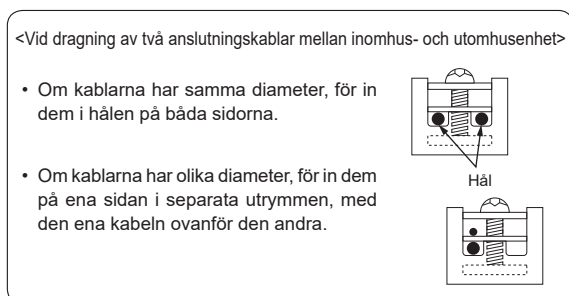 <Vid dragning av två anslutningskablar mellan inomhus- och utomhusenhet>
• Om kablarna har samma diameter, för in
dem i hålen på båda sidorna.
Hål
• Om kablarna har olika diameter, för in dem
på ena sidan i separata utrymmen, med
den ena kabeln ovanför den andra.